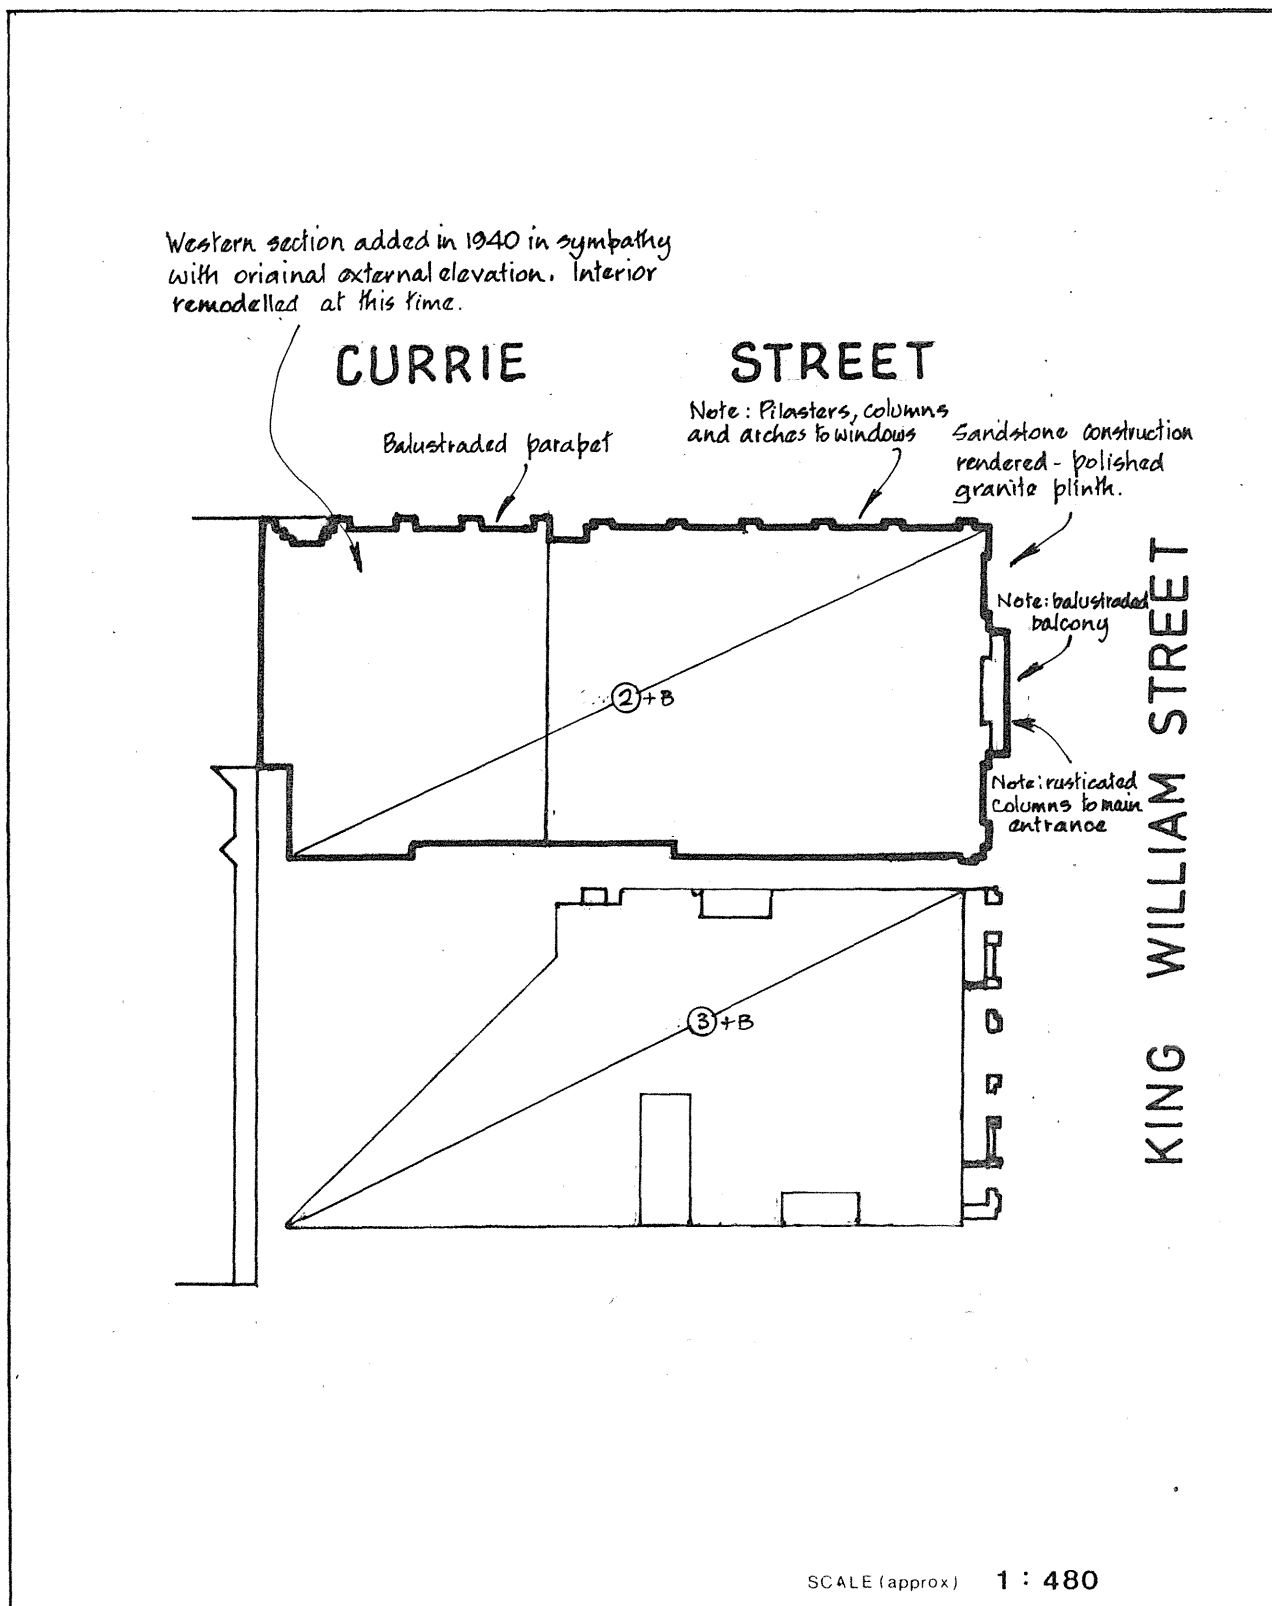 Western section added in 1940 in sympathy
with oriainal external elevation. Interior
remodelled at this time.
CURRIE STREET
Note: Pilasters, columns
and arches to windows
Balustraded parapet
Sandstone construction
rendered - polished
granite plinth.
Note: balustraded
balcony
2+B
Note: rusticated
columns to main
entrance
3+B
KING WILLIAM STREET
SCALE (approx) 1 : 480